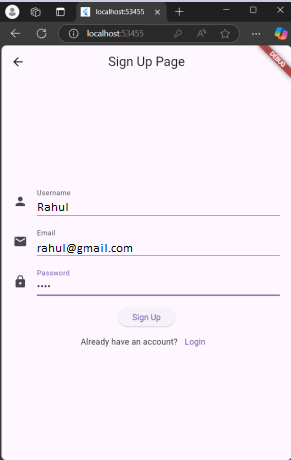 localhost:53455
localhost:53455
DEBUG
Sign Up Page
Username
Rahul
Email
rahul@gmail.com
Password
••••
Sign Up
Already have an account? Login